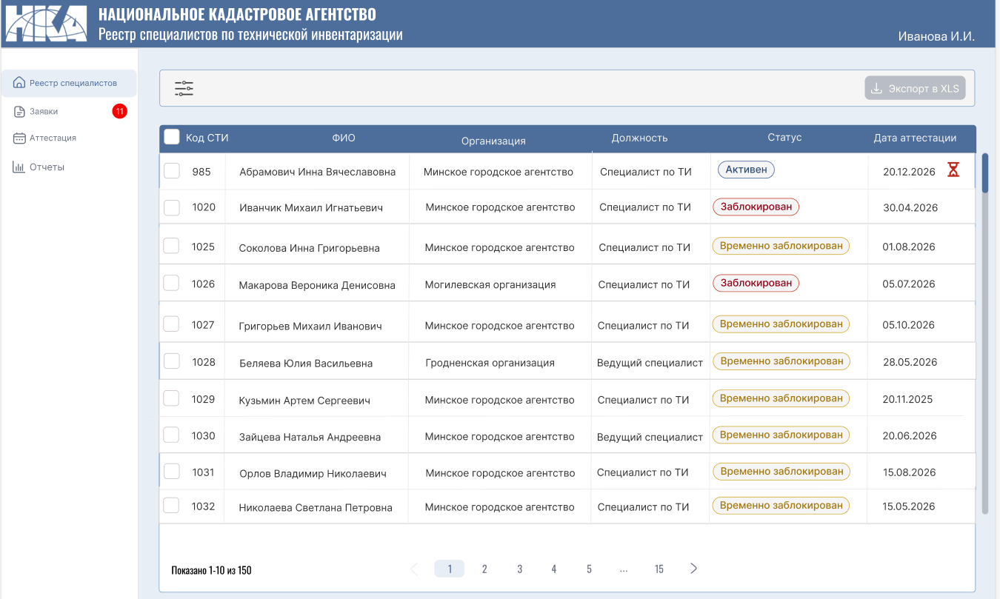 НКА
НАЦИОНАЛЬНОЕ КАДАСТРОВОЕ АГЕНТСТВО
Реестр специалистов по технической инвентаризации
Иванова И.И.
Реестр специалистов
Заявки 11
Аттестация
Отчеты
Экспорт в XLS
Код СТИ ФИО Организация Должность Статус Дата аттестации
985 Абрамович Инна Вячеславовна Минское городское агентство Специалист по ТИ Активен 20.12.2026
1020 Иванчик Михаил Игнатьевич Минское городское агентство Специалист по ТИ Заблокирован 30.04.2026
1025 Соколова Инна Григорьевна Минское городское агентство Специалист по ТИ Временно заблокирован 01.08.2026
1026 Макарова Вероника Денисовна Могилевская организация Специалист по ТИ Заблокирован 05.07.2026
1027 Григорьев Михаил Иванович Минское городское агентство Специалист по ТИ Временно заблокирован 05.10.2026
1028 Беляева Юлия Васильевна Гродненская организация Ведущий специалист Временно заблокирован 28.05.2026
1029 Кузьмин Артем Сергеевич Минское городское агентство Специалист по ТИ Временно заблокирован 20.11.2025
1030 Зайцева Наталья Андреевна Минское городское агентство Ведущий специалист Временно заблокирован 20.06.2026
1031 Орлов Владимир Николаевич Минское городское агентство Специалист по ТИ Временно заблокирован 15.08.2026
1032 Николаева Светлана Петровна Минское городское агентство Специалист по ТИ Временно заблокирован 15.05.2026
Показано 1-10 из 150 1 2 3 4 5 ... 15